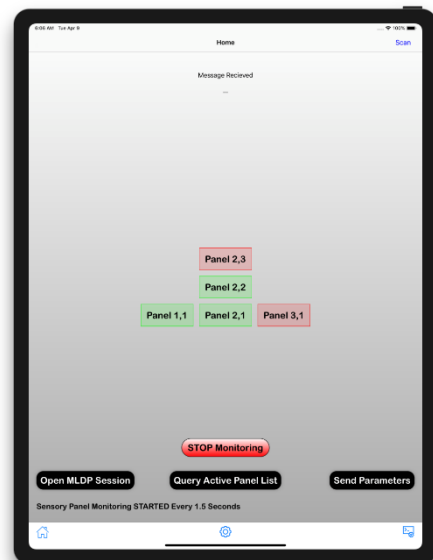 6:06 AM Tue Apr 9
100%
Home
Scan
Message Recieved
...
Panel 2,3
Panel 2,2
Panel 1,1
Panel 2,1
Panel 3,1
STOP Monitoring
Open MLDP Session
Query Active Panel List
Send Parameters
Sensory Panel Monitoring STARTED Every 1.5 Seconds